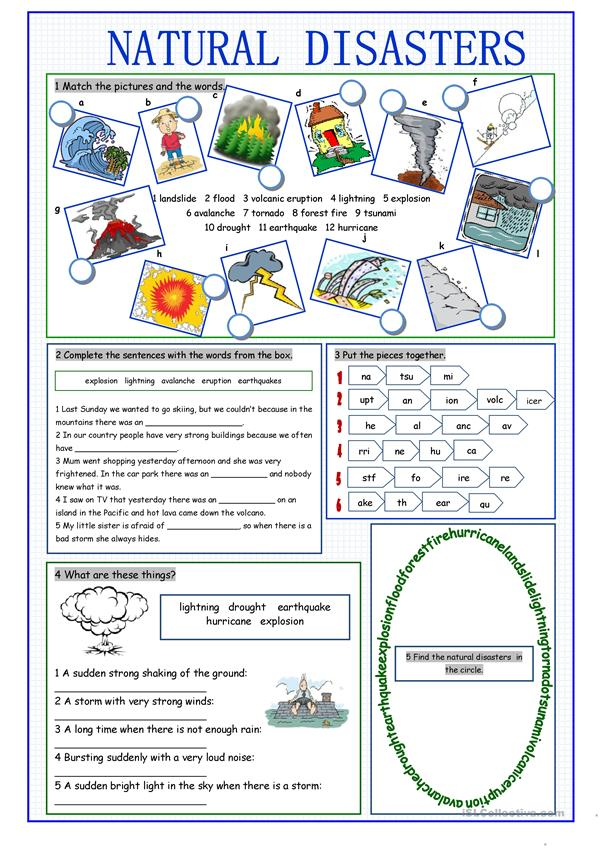 NATURAL DISASTERS
1 Match the pictures and the words.
a
b
c
d
e
f
g
1 landslide 2 flood 3 volcanic eruption 4 lightning 5 explosion
6 avalanche 7 tornado 8 forest fire 9 tsunami
10 drought 11 earthquake 12 hurricane
h
i
j
k
l
2 Complete the sentences with the words from the box.
explosion lightning avalanche eruption earthquakes
1 Last Sunday we wanted to go skiing, but we couldn't because in the
mountains there was an ______________________.
2 In our country people have very strong buildings because we often
have ______________________.
3 Mum went shopping yesterday afternoon and she was very
frightened. In the car park there was an ____________ and nobody
knew what it was.
4 I saw on TV that yesterday there was an ____________ on an
island in the Pacific and hot lava came down the volcano.
5 My little sister is afraid of _______________, so when there is a
bad storm she always hides.
3 Put the pieces together.
1 na tsu mi
2 upt an ion volc icer
3 he al anc av
4 rri ne hu ca
5 stf fo ire re
6 ake th ear qu
4 What are these things?
lightning drought earthquake
hurricane explosion
1 A sudden strong shaking of the ground:
_________________________
2 A storm with very strong winds:
_________________________
3 A long time when there is not enough rain:
_________________________
4 Bursting suddenly with a very loud noise:
_________________________
5 A sudden bright light in the sky when there is a storm:
_________________________
5 Find the natural disasters in
the circle.
avalanchedroughtearthquakeexplosionfloodforestfirehurricanelandslidelightningtornadotsunamivolcaniceruption
iSLCollective.com